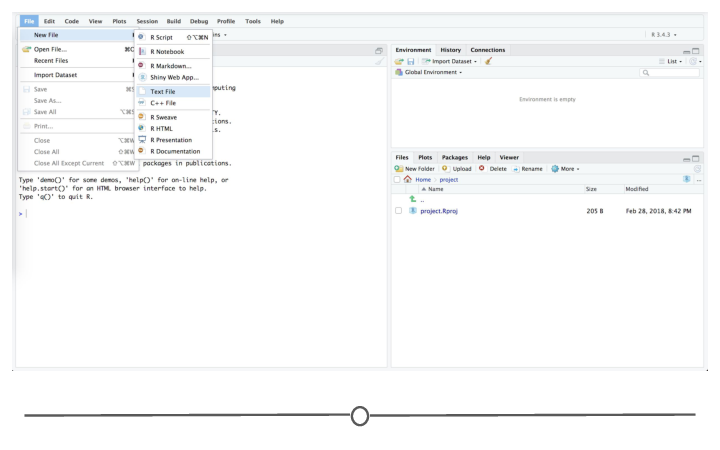 File Edit Code View Plots Session Build Debug Profile Tools Help
New File
R Script ⇧⌥⌘N
R Notebook
R Markdown...
Shiny Web App...
Text File
C++ File
R Sweave
R HTML
R Presentation
R Documentation
Open File...
Recent Files
Import Dataset
Save
Save As...
Save All
Print...
Close
Close All
Close All Except Current
packages in publications.
Type 'demo()' for some demos, 'help()' for on-line help, or
'help.start()' for an HTML browser interface to help.
Type 'q()' to quit R.
>
R 3.4.3
Environment History Connections
Import Dataset List
Global Environment
Environment is empty
Files Plots Packages Help Viewer
New Folder Upload Delete Rename More
Home project ...
Name Size Modified
..
project.Rproj 205 B Feb 28, 2018, 8:42 PM